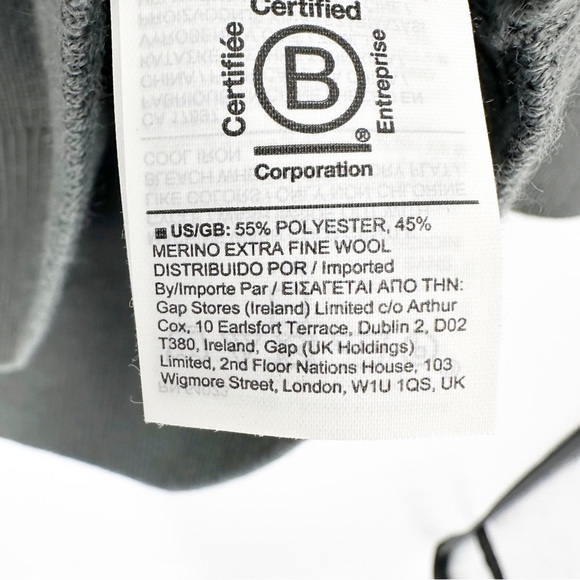 Certified
Certifiée
B
Entreprise
®
Corporation
US/GB: 55% POLYESTER, 45%
MERINO EXTRA FINE WOOL
DISTRIBUIDO POR / Imported
By/Importe Par / ΕΙΣΑΓΕΤΑΙ ΑΠΟ ΤΗΝ:
Gap Stores (Ireland) Limited c/o Arthur
Cox, 10 Earlsfort Terrace, Dublin 2, D02
T380, Ireland, Gap (UK Holdings)
Limited, 2nd Floor Nations House, 103
Wigmore Street, London, W1U 1QS, UK